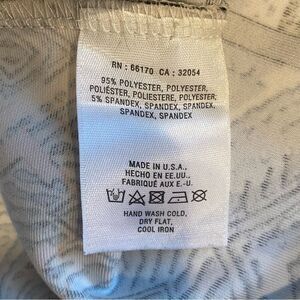 RN : 66170 CA : 32054
95% POLYESTER, POLYESTER,
POLIÉSTER, POLIESTERE, POLYESTER,
5% SPANDEX, SPANDEX, SPANDEX,
SPANDEX, SPANDEX
MADE IN U.S.A.,
HECHO EN EE.UU.,
FABRIQUÉ AUX E.-U.
HAND WASH COLD,
DRY FLAT,
COOL IRON